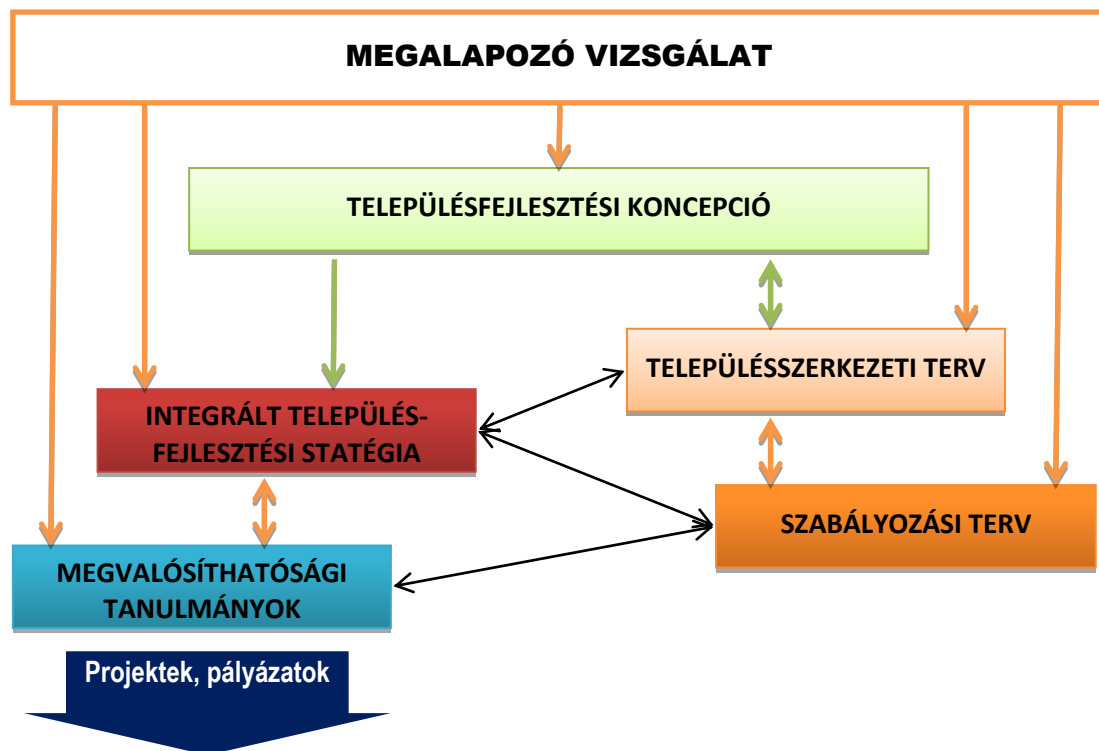 MEGALAPOZÓ VIZSGÁLAT
TELEPÜLÉSFEJLESZTÉSI KONCEPCIÓ
TELEPÜLÉSSZERKEZETI TERV
INTEGRÁLT TELEPÜLÉS-
FEJLESZTÉSI STATÉGIA
SZABÁLYOZÁSI TERV
MEGVALÓSÍTHATÓSÁGI
TANULMÁNYOK
Projektek, pályázatok